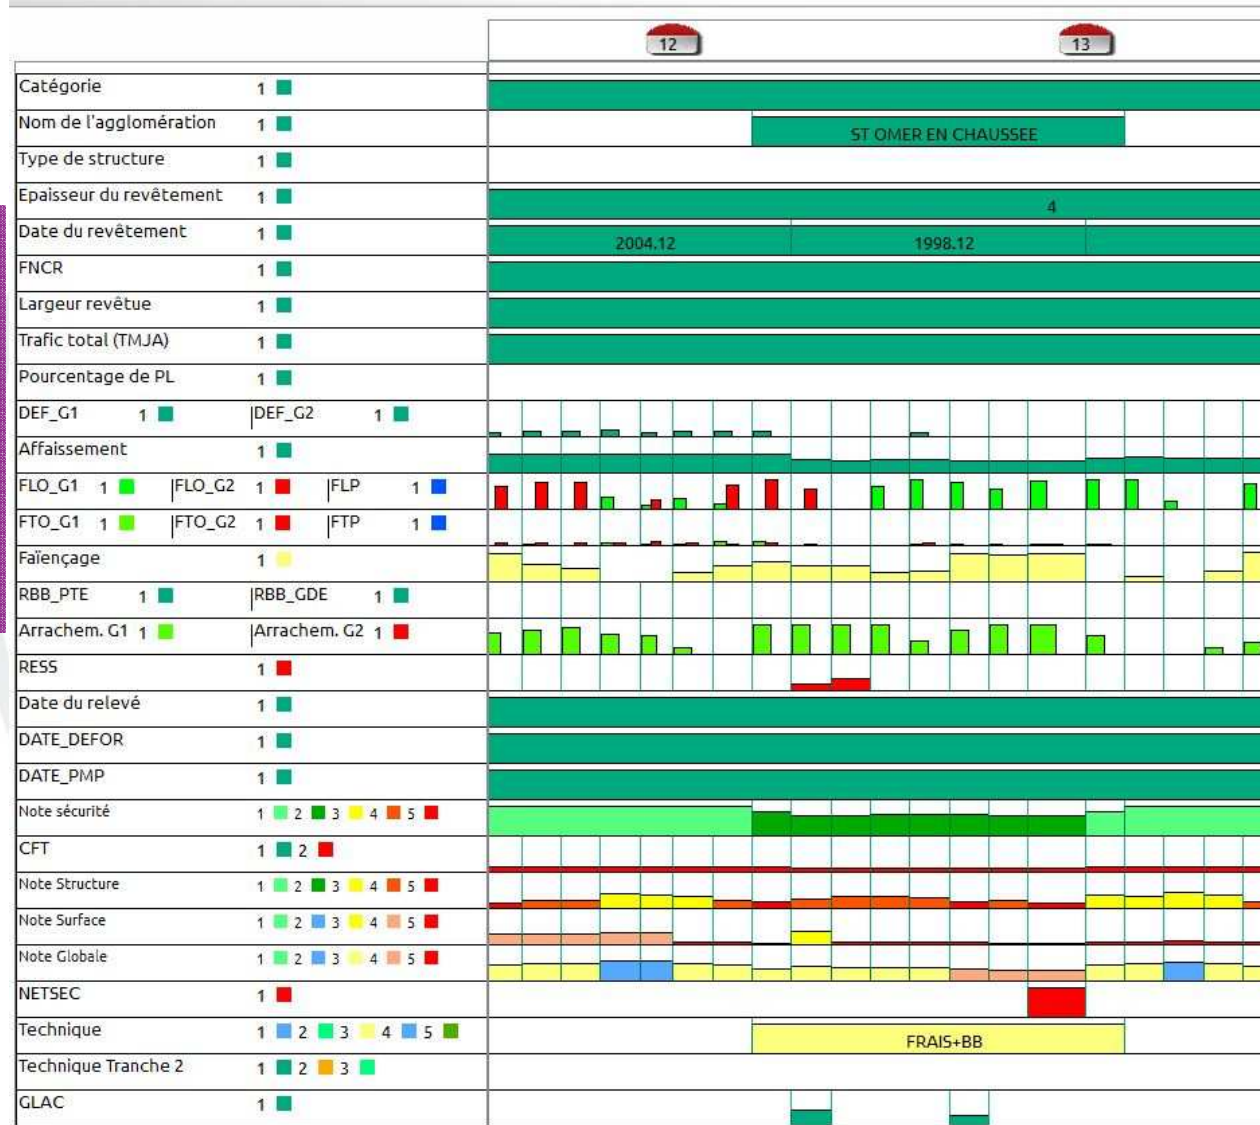 12 13
Catégorie 1
Nom de l'agglomération 1 ST OMER EN CHAUSSEE
Type de structure 1
Epaisseur du revêtement 1 4
Date du revêtement 1 2004.12 1998.12
FNCR 1
Largeur revêtue 1
Trafic total (TMJA) 1
Pourcentage de PL 1
DEF_G1 1 |DEF_G2 1
Affaissement 1
FLO_G1 1 |FLO_G2 1 |FLP 1
FTO_G1 1 |FTO_G2 1 |FTP 1
Faïençage 1
RBB_PTE 1 |RBB_GDE 1
Arrachem. G1 1 |Arrachem. G2 1
RESS 1
Date du relevé 1
DATE_DEFOR 1
DATE_PMP 1
Note sécurité 1 2 3 4 5
CFT 1 2
Note Structure 1 2 3 4 5
Note Surface 1 2 3 4 5
Note Globale 1 2 3 4 5
NETSEC 1
Technique 1 2 3 4 5 FRAIS+BB
Technique Tranche 2 1 2 3
GLAC 1